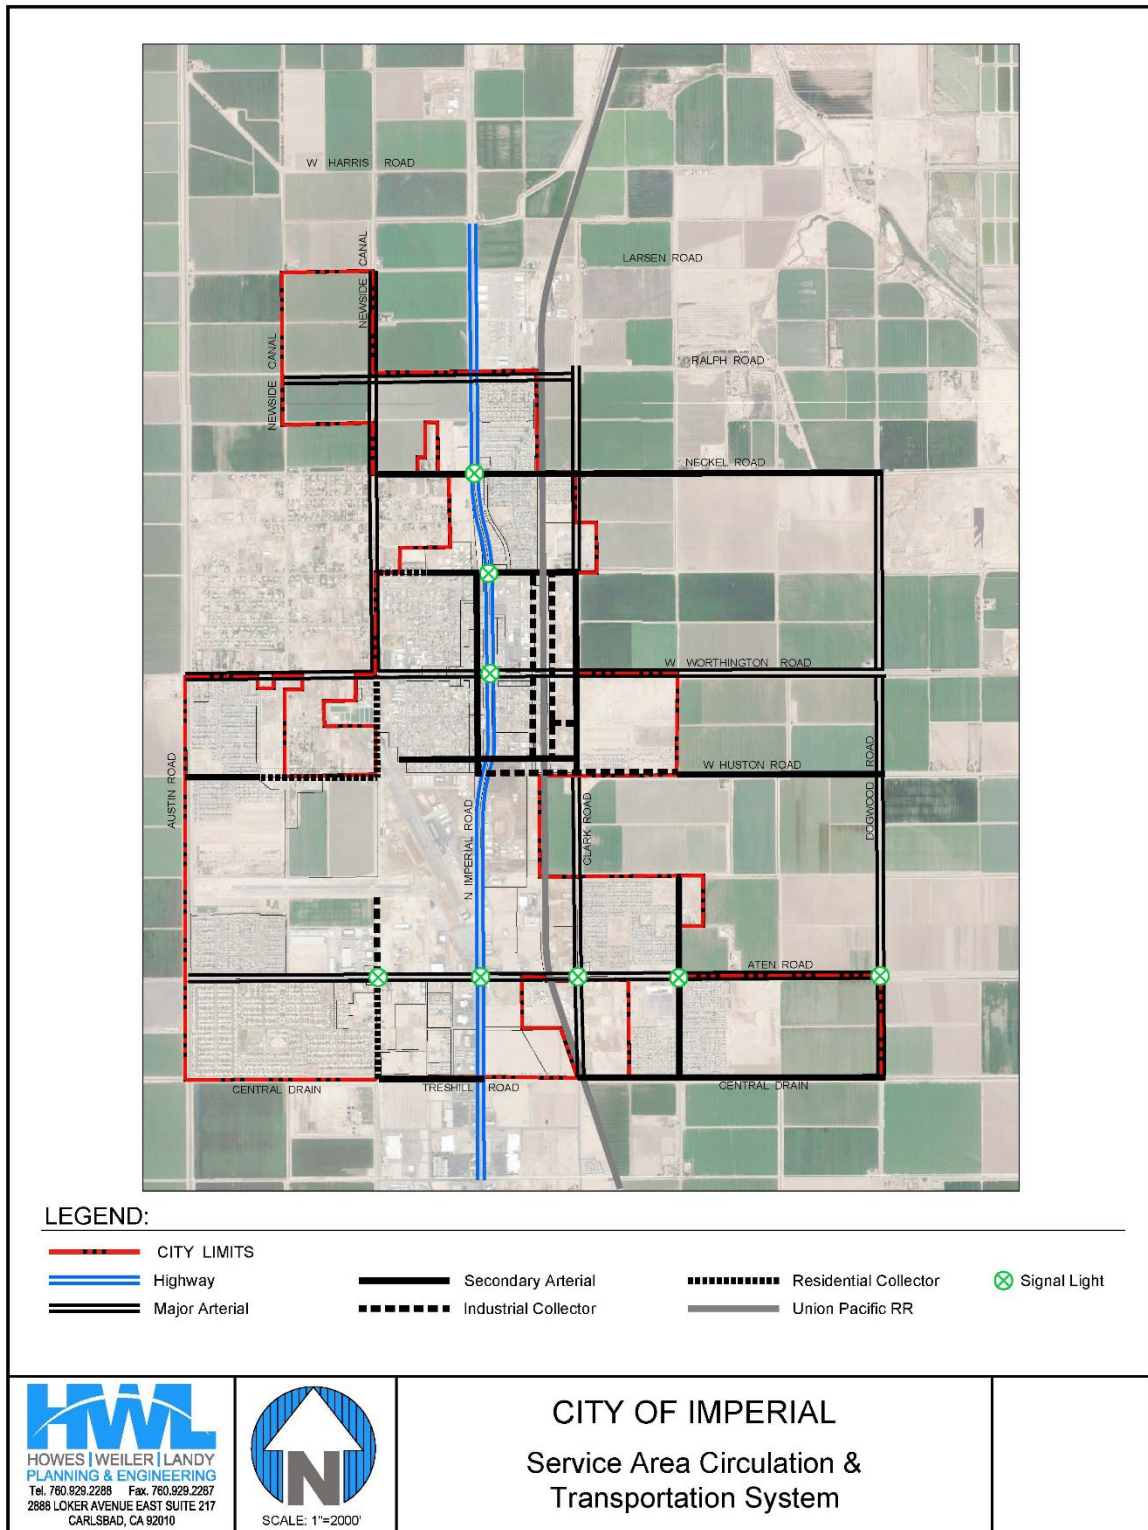 W HARRIS ROAD
NEWSIDE CANAL
LARSEN ROAD
NEWSIDE CANAL
RALPH ROAD
NECKEL ROAD
W WORTHINGTON ROAD
AUSTIN ROAD
N IMPERIAL ROAD
CLARK ROAD
W HUSTON ROAD
DOGWOOD ROAD
ATEN ROAD
CENTRAL DRAIN
TRESHILL ROAD
CENTRAL DRAIN
LEGEND:
CITY LIMITS
Highway
Secondary Arterial
Residential Collector
Signal Light
Major Arterial
Industrial Collector
Union Pacific RR
HWL
HOWES | WEILER | LANDY
PLANNING & ENGINEERING
Tel. 760.929.2288 Fax. 760.929.2287
2888 LOKER AVENUE EAST SUITE 217
CARLSBAD, CA 92010
N
SCALE: 1"=2000'
CITY OF IMPERIAL
Service Area Circulation &
Transportation System